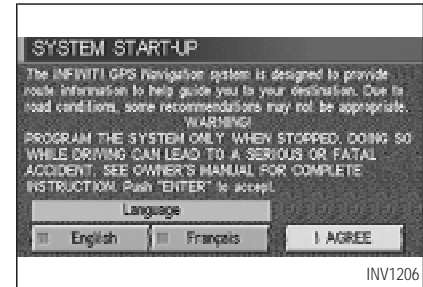 SYSTEM START-UP
The INFINITI GPS Navigation system is designed to provide
route information to help guide you to your destination. Due to
road conditions, some recommendations may not be appropriate.
WARNING!
PROGRAM THE SYSTEM ONLY WHEN STOPPED. DOING SO
WHILE DRIVING CAN LEAD TO A SERIOUS OR FATAL
ACCIDENT. SEE OWNER'S MANUAL FOR COMPLETE
INSTRUCTION. Push "ENTER" to accept.
Language
English Français I AGREE
INV1206